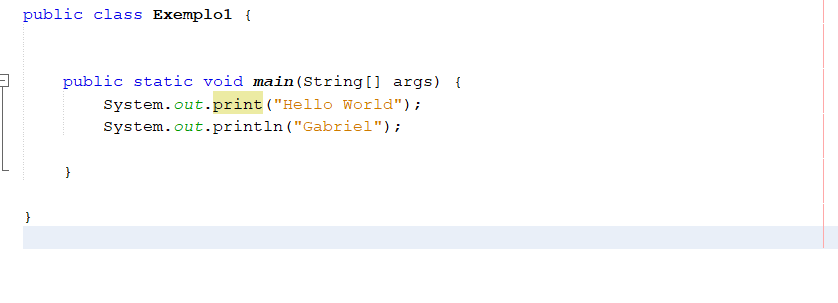 public class Exemplo1 {
public static void main(String[] args) {
System.out.print("Hello World");
System.out.println("Gabriel");
}
}